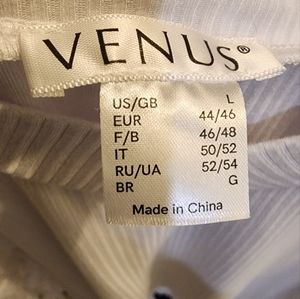 VENUS®
US/GB L
EUR 44/46
F/B 46/48
IT 50/52
RU/UA 52/54
BR G
Made in China